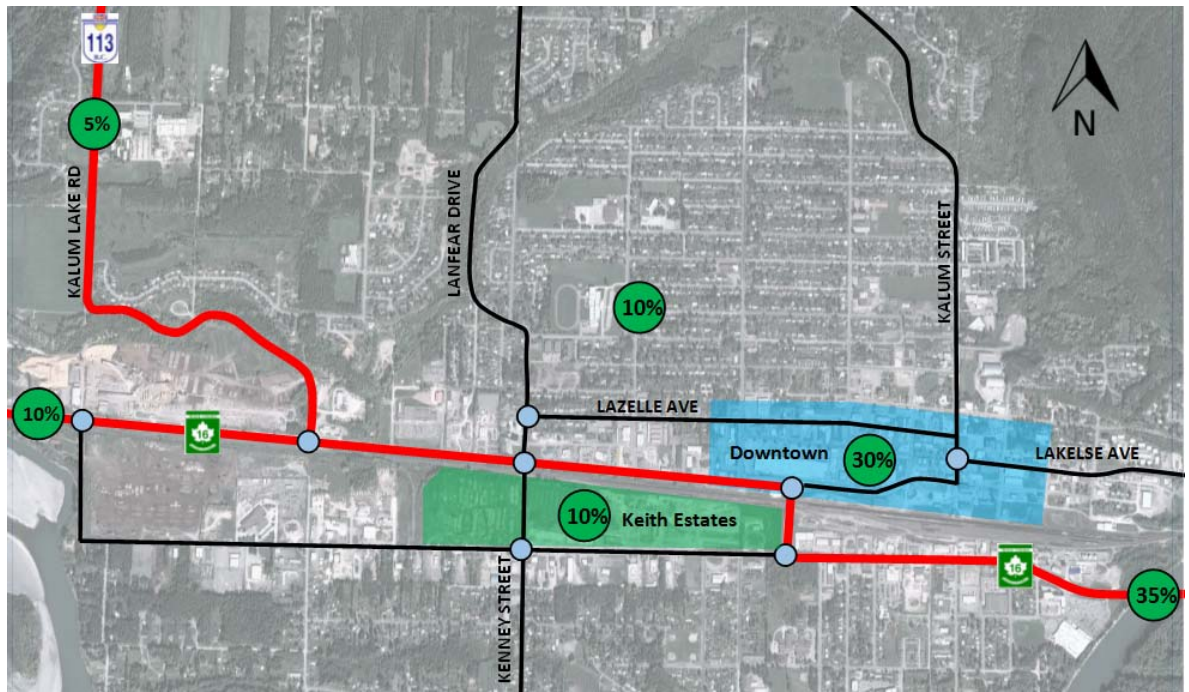 113
5%
N
KALUM LAKE RD
LANFEAR DRIVE
KALUM STREET
10%
10%
16
LAZELLE AVE
Downtown
30%
LAKELSE AVE
10%
Keith Estates
16
35%
KENNEY STREET